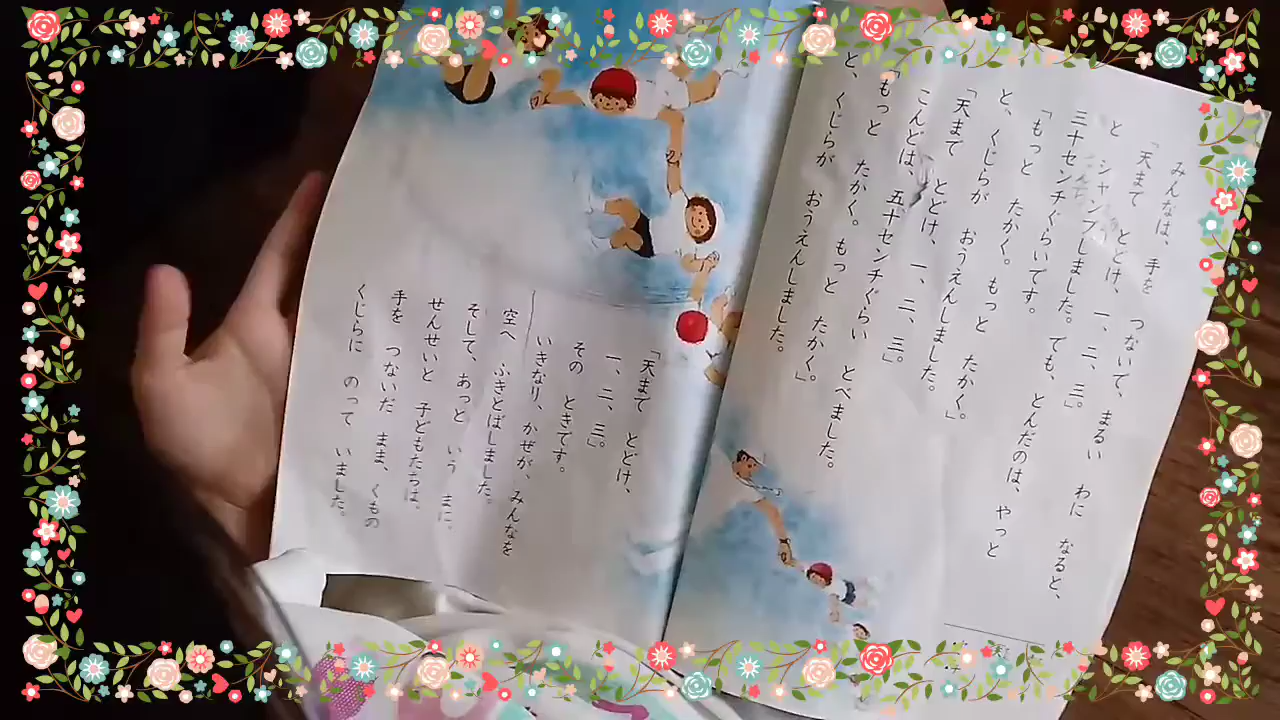 みんなは、手を つないで、まるい わに なると、
「天まで とどけ、一、二、三。」
と ジャンプしました。でも、とんだのは、やっと
三十センチぐらいです。
「もっと たかく。もっと たかく。」
と、くじらが おうえんしました。
「天まで とどけ、一、二、三。」
こんどは、五十センチぐらい とべました。
「もっと たかく。もっと たかく。」
と、くじらが おうえんしました。
「天まで とどけ、
一、二、三。」
その ときです。
いきなり、かぜが、みんなを
空へ ふきとばしました。
そして、あっと いう まに、
せんせいと 子どもたちは、
手を つないだ まま、くもの
くじらに のって いました。